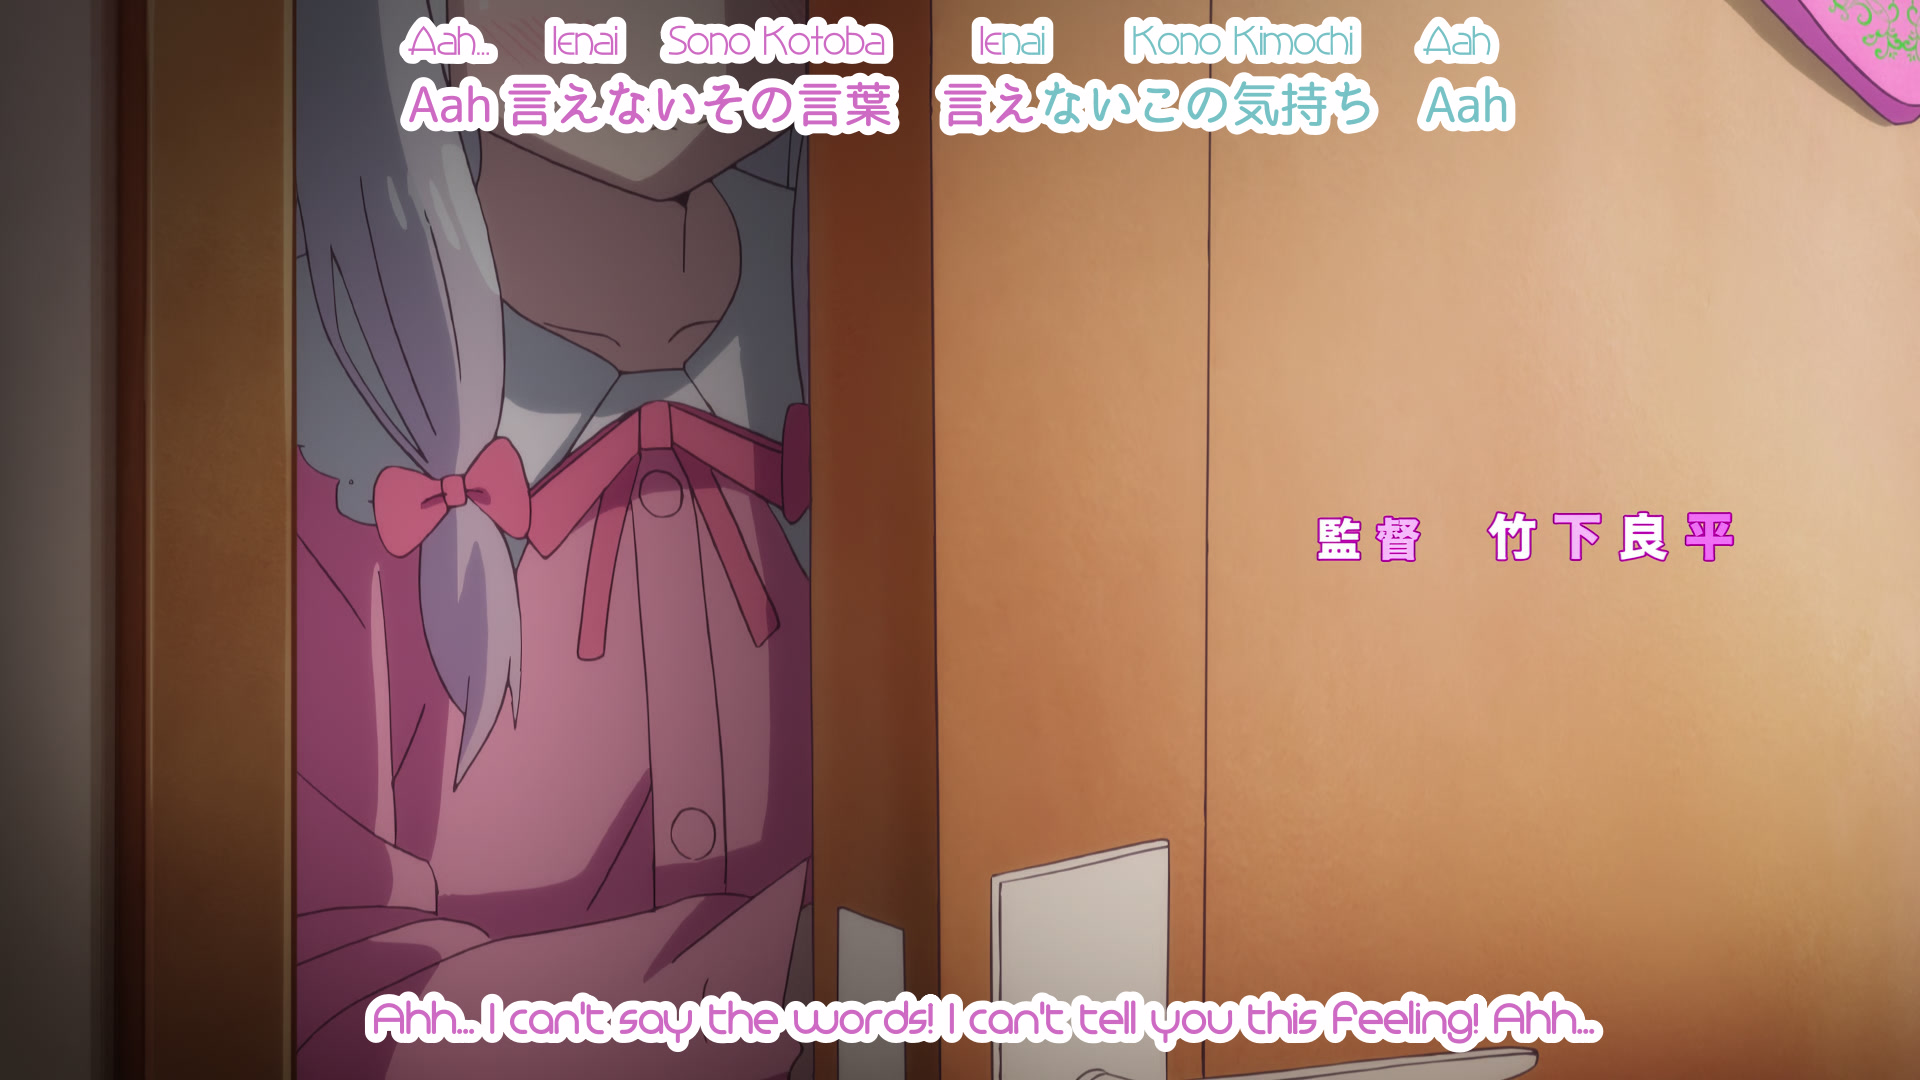 Aah... Ienai Sono Kotoba Ienai Kono Kimochi Aah
Aah 言えないその言葉 言えないこの気持ち Aah
監督 竹下良平
Ahh... I can't say the words! I can't tell you this feeling! Ahh...